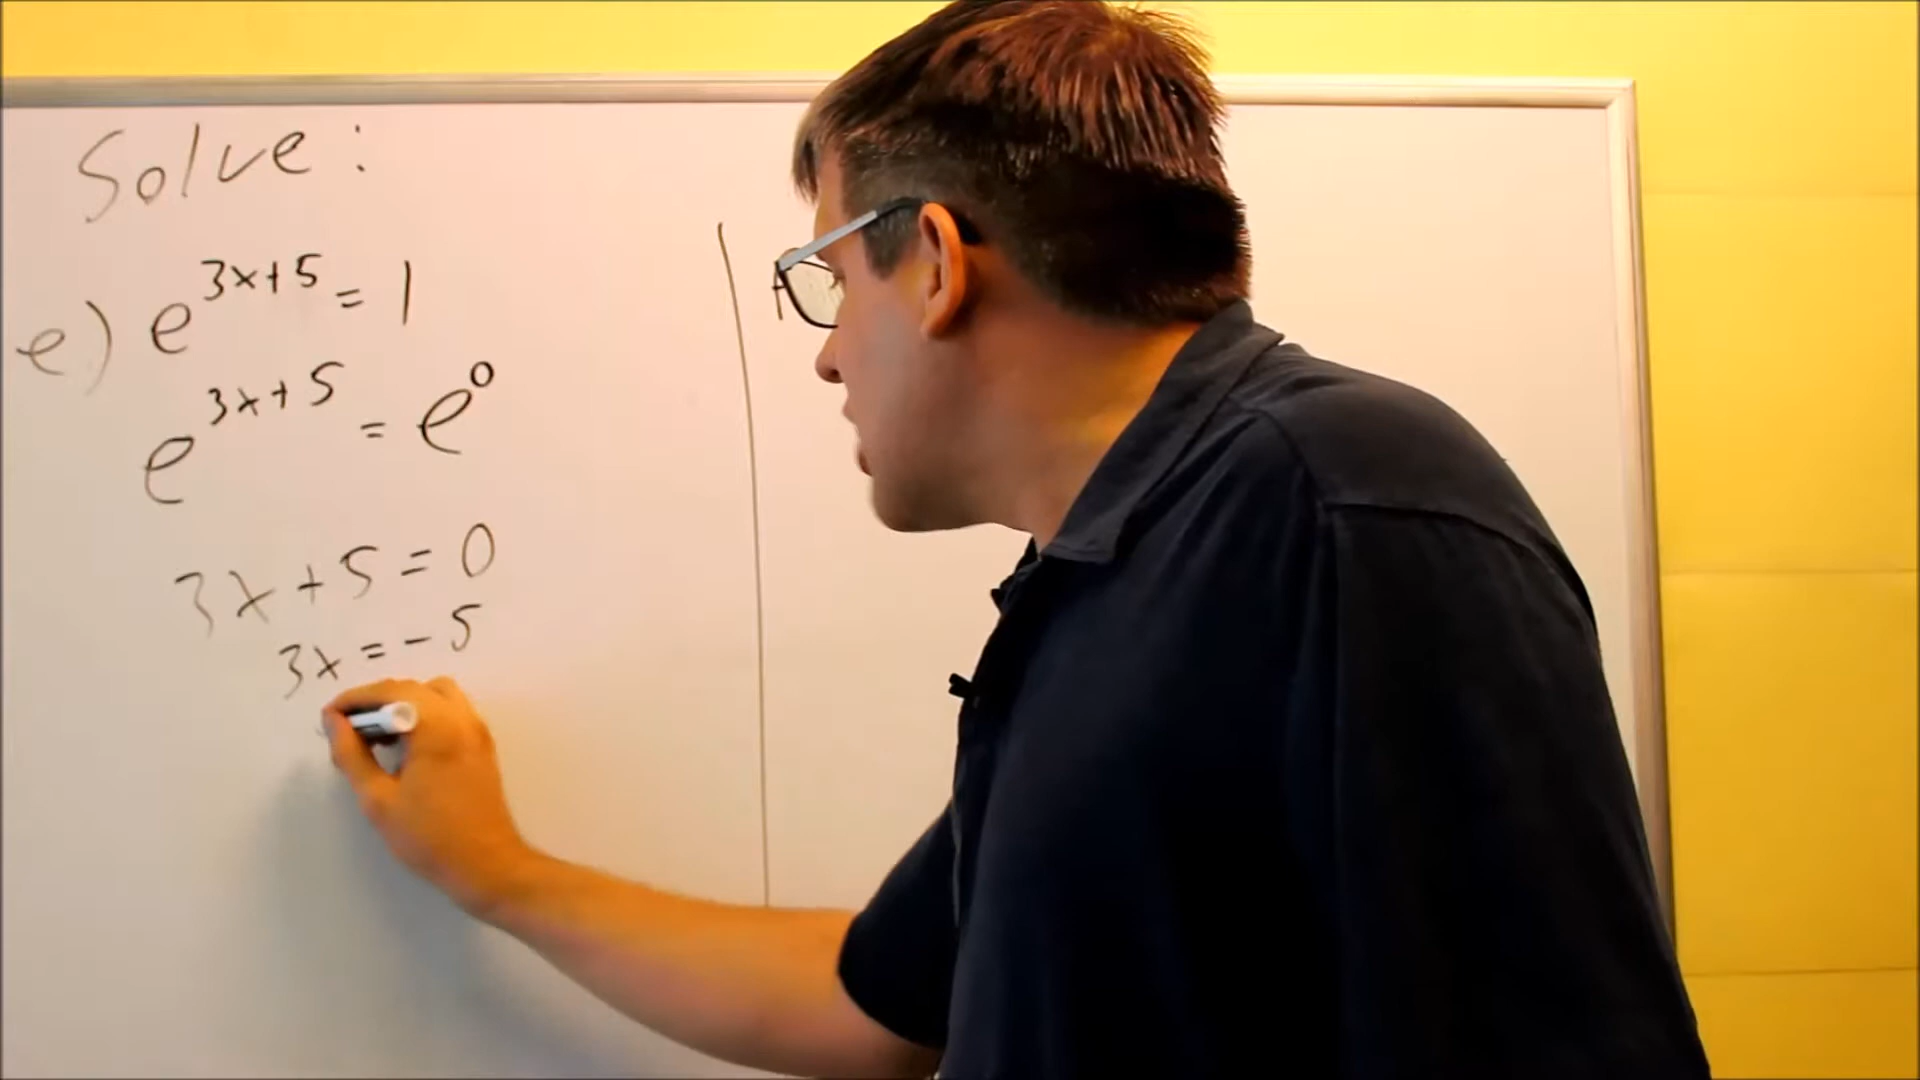 Solve:
e) e^{3x+5} = 1
e^{3x+5} = e^0
3x+5=0
3x=-5